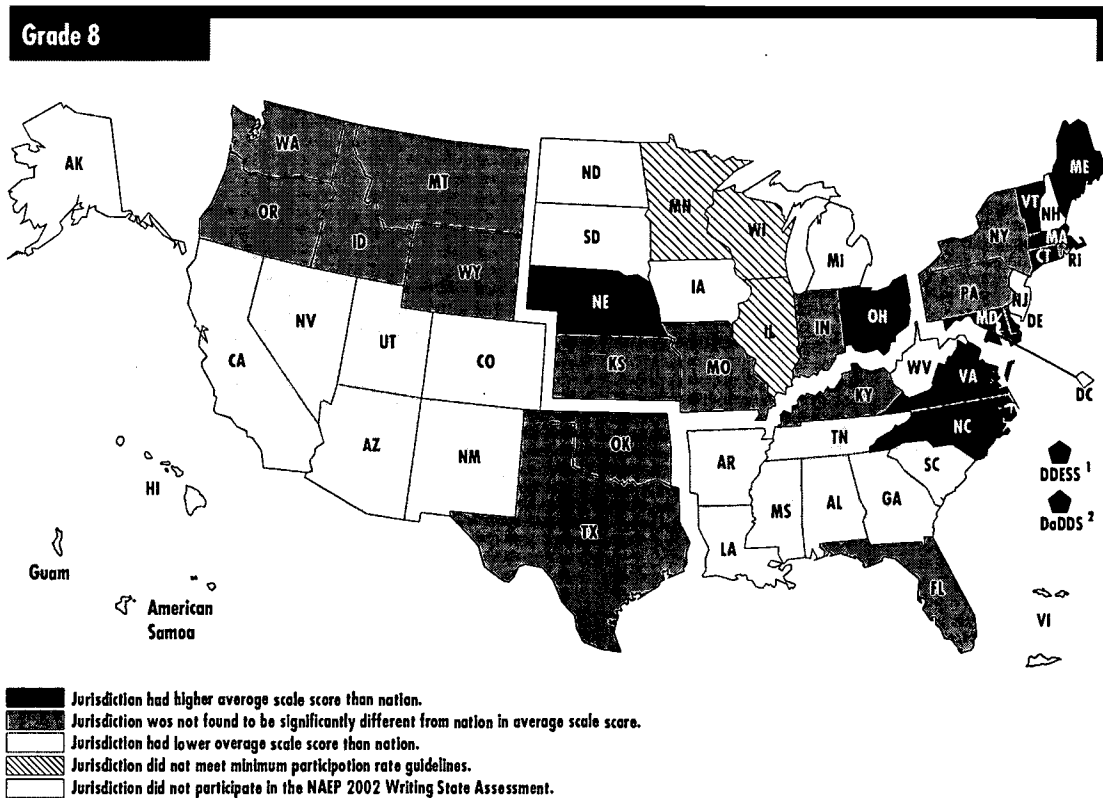 Grade 8
AK
WA
MT
ND
MN
ME
VT
NH
OR
ID
SD
WI
NY
MA
CT
RI
WY
MI
IA
PA
NJ
NE
OH
IN
IL
MD
DE
NV
UT
CO
CA
KS
MO
WV
VA
KY
DC
NC
TN
AZ
NM
OK
AR
SC
DDESS 1
HI
MS
AL
GA
DoDDS 2
TX
LA
Guam
FL
American
Samoa
VI
Jurisdiction had higher average scale score than nation.
Jurisdiction was not found to be significantly different from nation in average scale score.
Jurisdiction had lower average scale score than nation.
Jurisdiction did not meet minimum participation rate guidelines.
Jurisdiction did not participate in the NAEP 2002 Writing State Assessment.